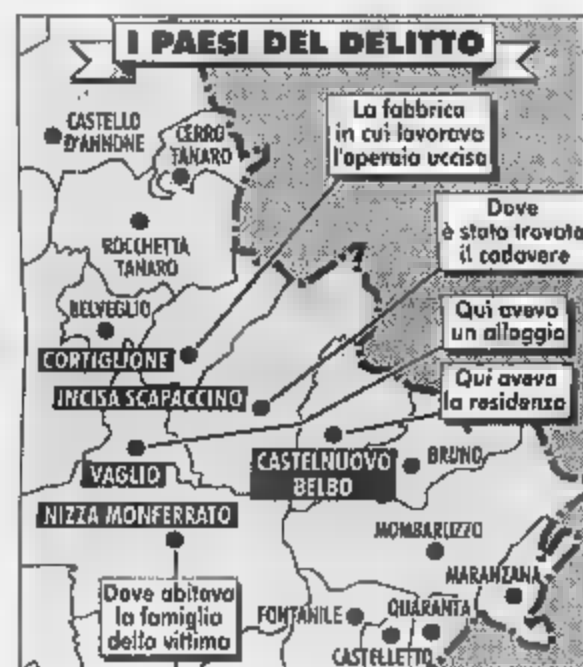 I PAESI DEL DELITTO
La fabbrica
in cui lavorava
l'operaia uccisa
CASTELLO
D'ANNONE
CERRO
TANARO
Dove
è stato trovato
il cadavere
ROCCHETTA
TANARO
BELVEGLIO
Qui aveva
un alloggio
CORTIGLIONE
INCISA SCAPACCINO
Qui aveva
la residenza
VAGLIO
CASTELNUOVO
BELBO
BRUNO
NIZZA MONFERRATO
MOMBARUZZO
MARANZANA
Dove abitava
la famiglia
della vittima
FONTANILE
QUARANTA
CASTELLETTO